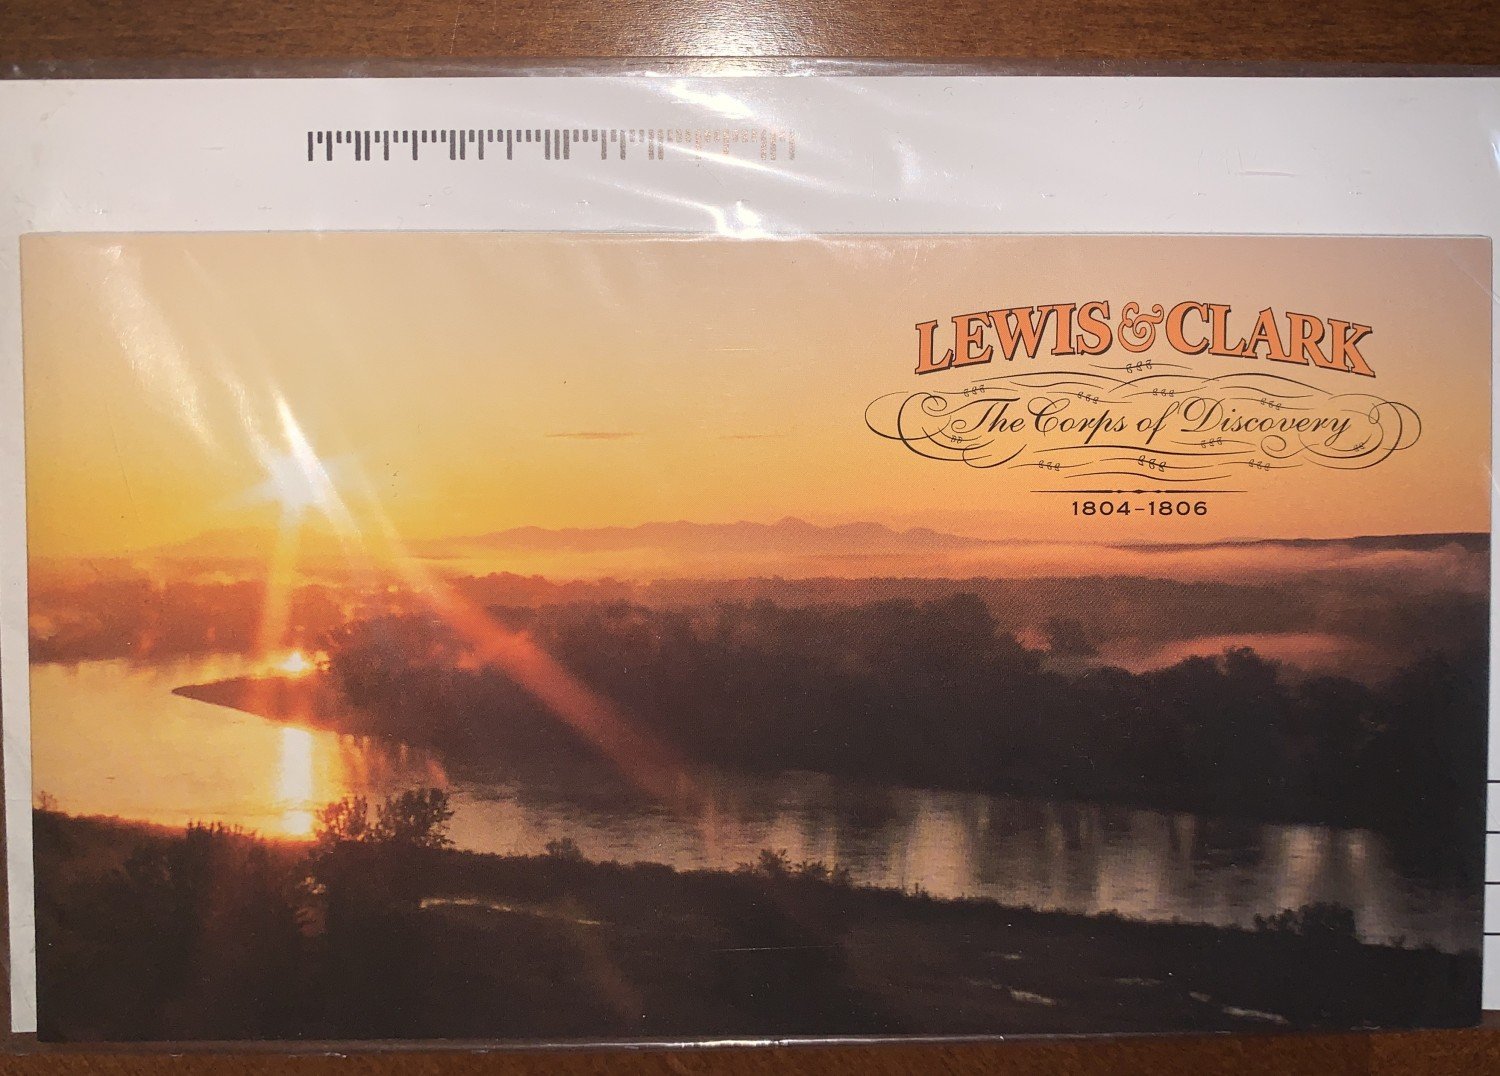 LEWIS & CLARK
The Corps of Discovery
1804–1806